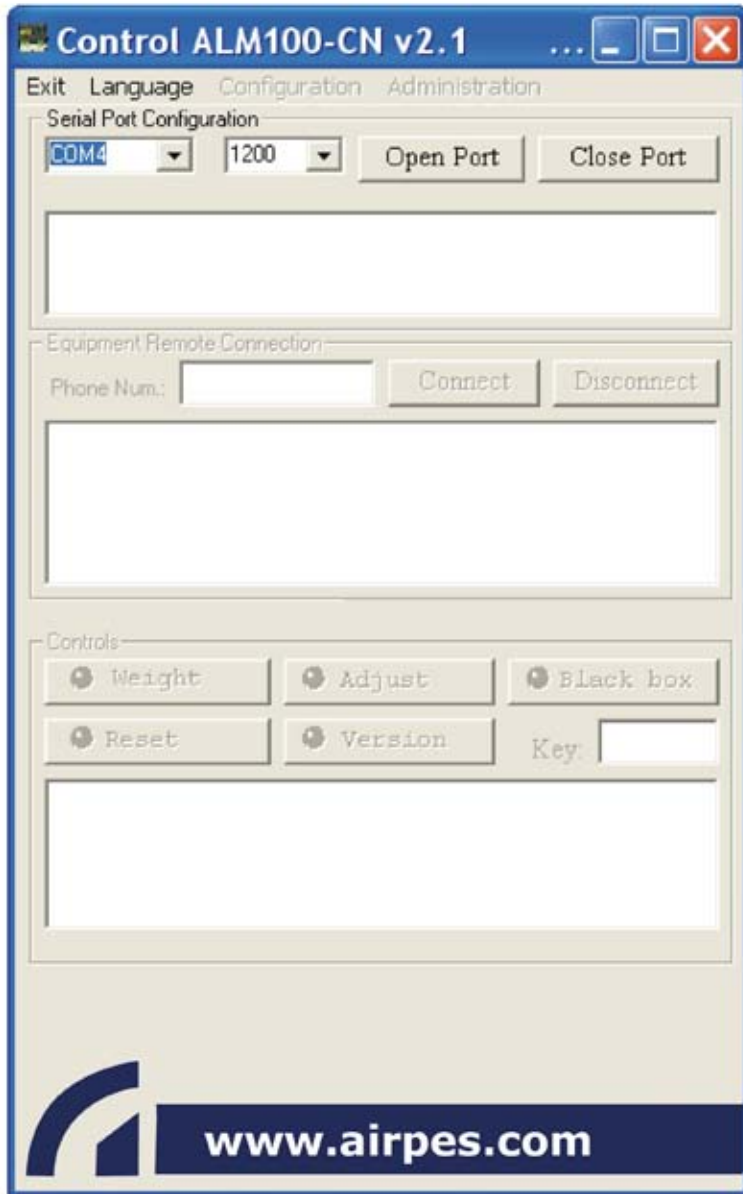 Control ALM100-CN v2.1 ...
Exit Language Configuration Administration
Serial Port Configuration
COM4 1200 Open Port Close Port
Equipment Remote Connection
Phone Num.: Connect Disconnect
Controls
Weight Adjust Black box
Reset Version Key:
www.airpes.com